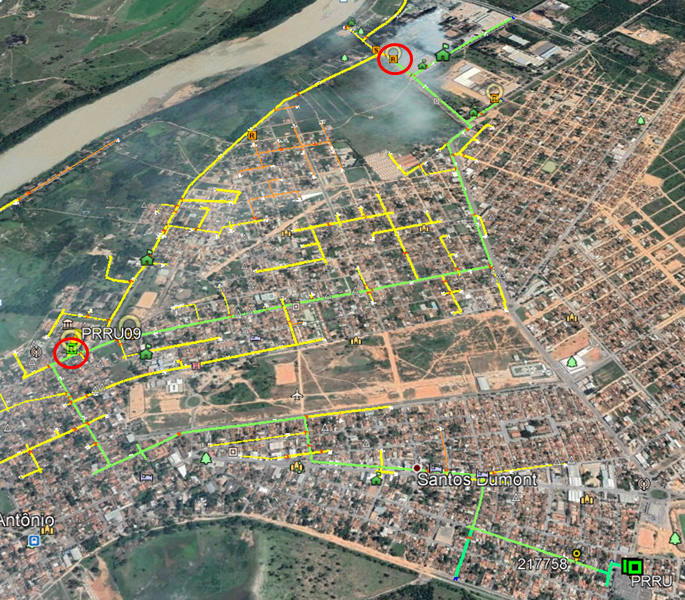 PRRU09
Santos Dumont
Antônio
217758
PRRU